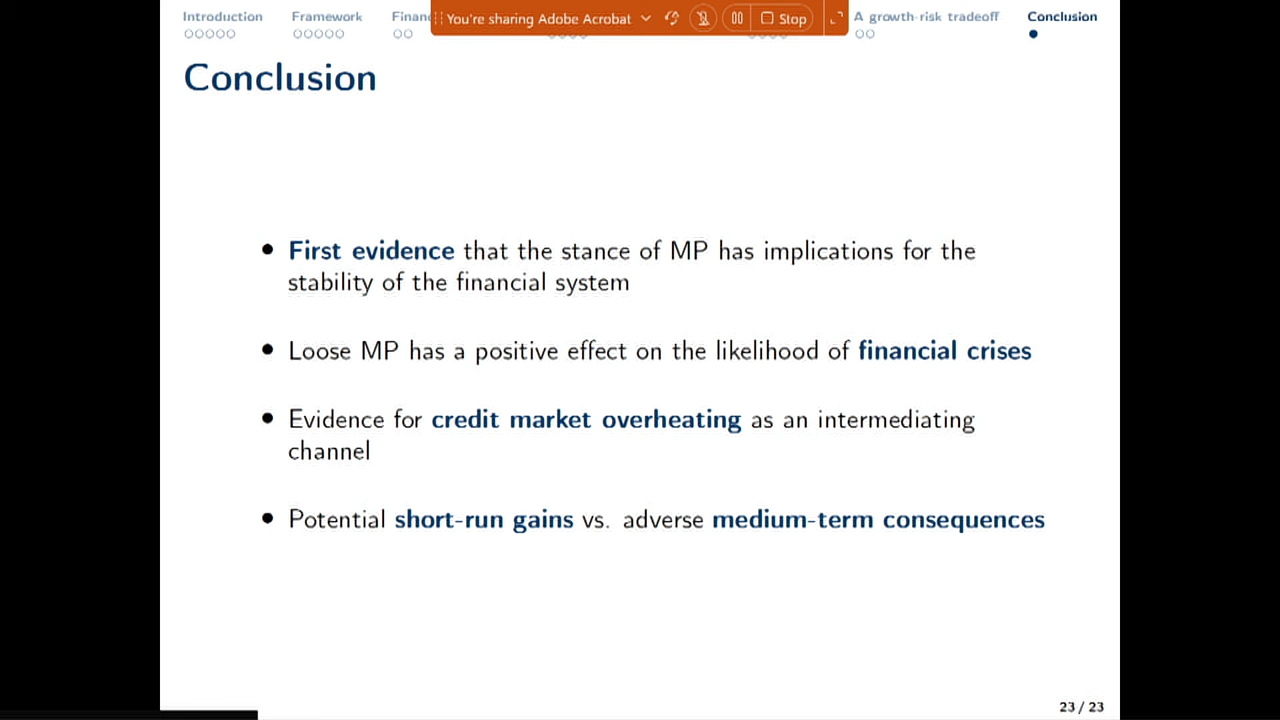 Introduction Framework Financ You're sharing Adobe Acrobat Stop A growth-risk tradeoff Conclusion
Conclusion
• First evidence that the stance of MP has implications for the
stability of the financial system
• Loose MP has a positive effect on the likelihood of financial crises
• Evidence for credit market overheating as an intermediating
channel
• Potential short-run gains vs. adverse medium-term consequences
23 / 23